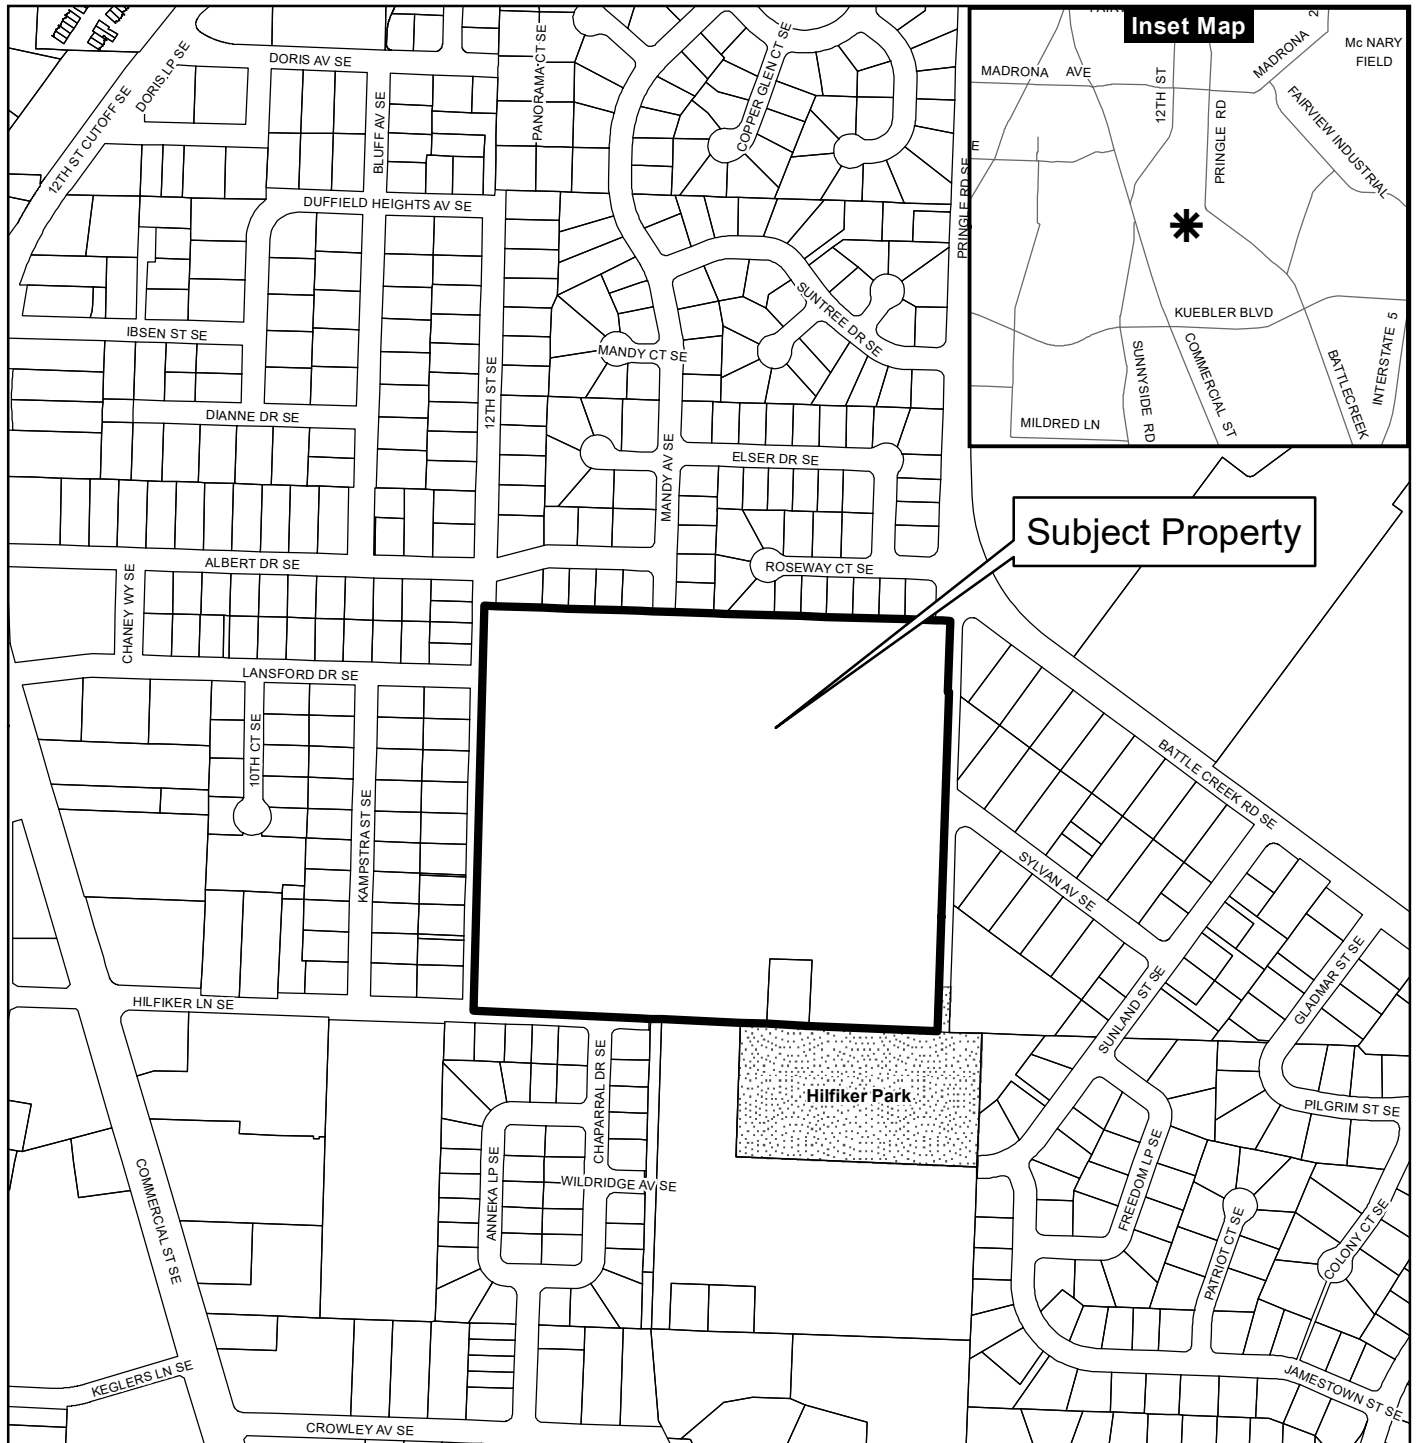 Inset Map
MADRONA
AVE
12TH ST
PRINGLE RD
MADRONA
Mc NARY
FIELD
FAIRVIEW INDUSTRIAL
KUEBLER BLVD
SUNNYSIDE RD
COMMERCIAL ST
BATTLECREEK
INTERSTATE 5
MILDRED LN
E
2
DORIS LP SE
12TH ST CUTOFF SE
DORIS AV SE
BLUFF AV SE
PANORAMA CT SE
COPPER GLEN CT SE
PRINGLE RD SE
DUFFIELD HEIGHTS AV SE
IBSEN ST SE
MANDY CT SE
SUNTREE DR SE
12TH ST SE
DIANNE DR SE
MANDY AV SE
ELSER DR SE
Subject Property
ALBERT DR SE
ROSEWAY CT SE
CHANEY WY SE
LANSFORD DR SE
10TH CT SE
KAMPSTRA ST SE
BATTLE CREEK RD SE
SYLVAN AV SE
SUNLAND ST SE
GLADMAR ST SE
HILFIKER LN SE
CHAPARRAL DR SE
Hilfiker Park
PILGRIM ST SE
ANNEKA LP SE
WILDRIDGE AV SE
FREEDOM LP SE
PATRIOT CT SE
COLONY CT SE
COMMERCIAL ST SE
KEGLERS LN SE
JAMESTOWN ST SE
CROWLEY AV SE